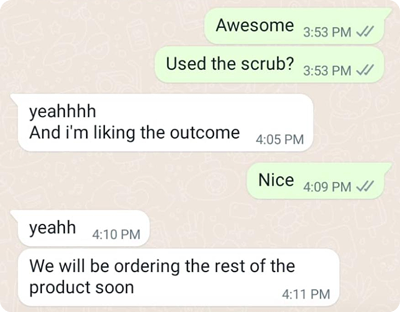 Awesome 3:53 PM
Used the scrub? 3:53 PM
yeahhhh
And i'm liking the outcome 4:05 PM
Nice 4:09 PM
yeahh 4:10 PM
We will be ordering the rest of the
product soon 4:11 PM